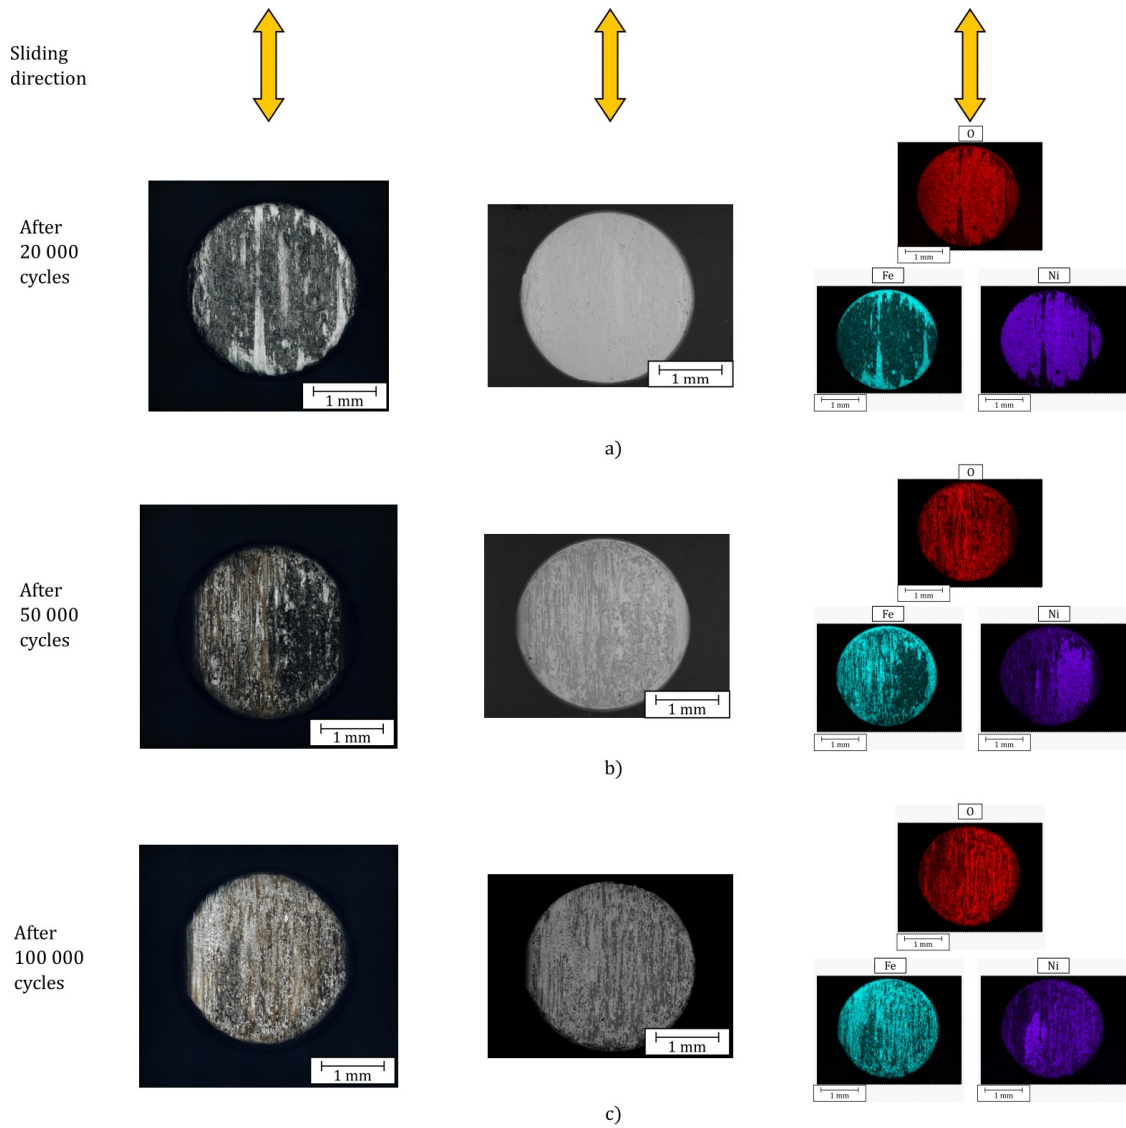 Sliding
direction
After
20 000
cycles
1 mm
1 mm
O
1 mm
Fe
Ni
1 mm
1 mm
a)
After
50 000
cycles
1 mm
1 mm
O
1 mm
Fe
Ni
1 mm
1 mm
b)
After
100 000
cycles
1 mm
1 mm
O
1 mm
Fe
Ni
1 mm
1 mm
c)